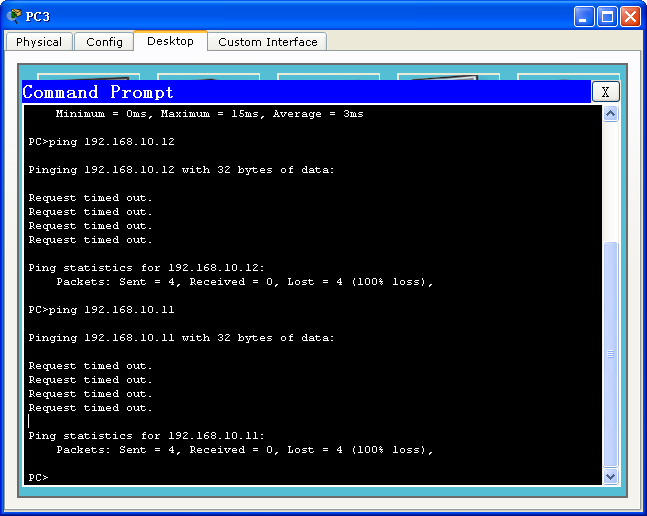 PC3
Physical Config Desktop Custom Interface
Command Prompt X
Minimum = 0ms, Maximum = 15ms, Average = 3ms
PC>ping 192.168.10.12
Pinging 192.168.10.12 with 32 bytes of data:
Request timed out.
Request timed out.
Request timed out.
Request timed out.
Ping statistics for 192.168.10.12:
Packets: Sent = 4, Received = 0, Lost = 4 (100% loss),
PC>ping 192.168.10.11
Pinging 192.168.10.11 with 32 bytes of data:
Request timed out.
Request timed out.
Request timed out.
Request timed out.
Ping statistics for 192.168.10.11:
Packets: Sent = 4, Received = 0, Lost = 4 (100% loss),
PC>